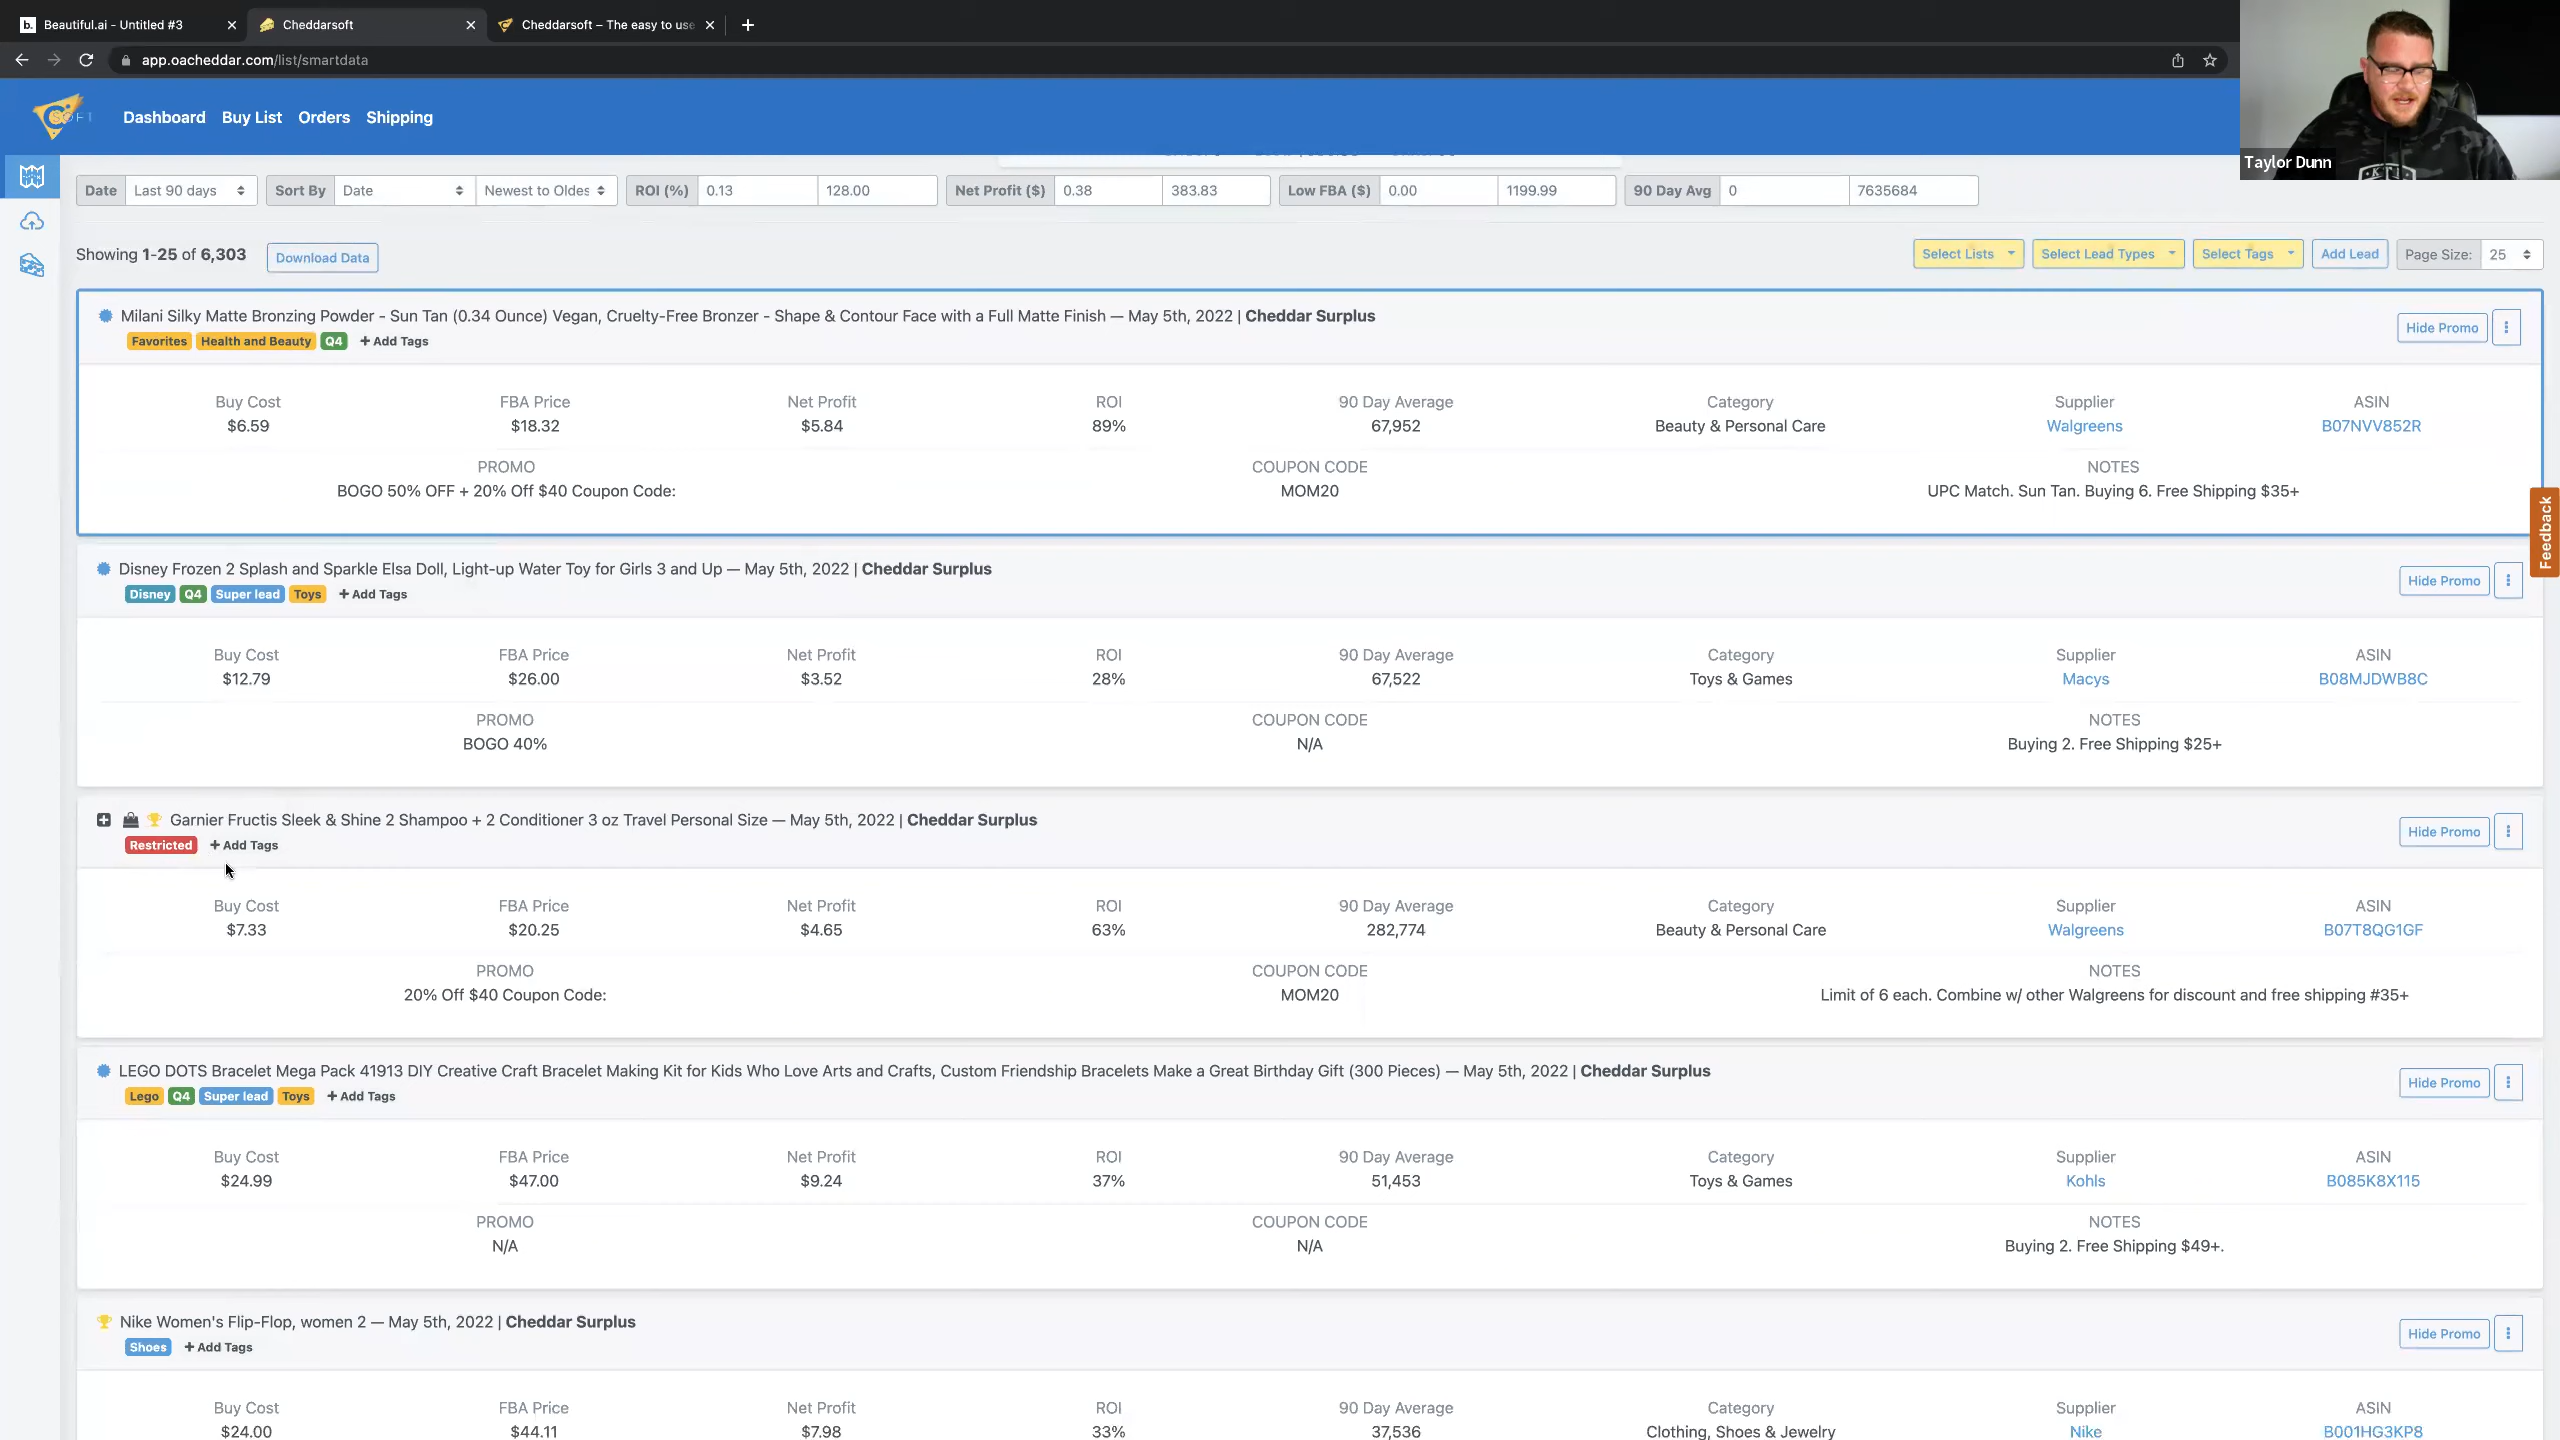 Beautiful.ai - Untitled #3
Cheddarsoft
Cheddarsoft – The easy to use
app.oacheddar.com/list/smartdata
Dashboard Buy List Orders Shipping
Taylor Dunn
Date Last 90 days Sort By Date Newest to Oldes ROI (%) 0.13 128.00 Net Profit ($) 0.38 383.83 Low FBA ($) 0.00 1199.99 90 Day Avg 0 7635684
Showing 1-25 of 6,303 Download Data Select Lists Select Lead Types Select Tags Add Lead Page Size: 25
Milani Silky Matte Bronzing Powder - Sun Tan (0.34 Ounce) Vegan, Cruelty-Free Bronzer - Shape & Contour Face with a Full Matte Finish — May 5th, 2022 | Cheddar Surplus
Favorites Health and Beauty Q4 + Add Tags
Hide Promo
Buy Cost FBA Price Net Profit ROI 90 Day Average Category Supplier ASIN
$6.59 $18.32 $5.84 89% 67,952 Beauty & Personal Care Walgreens B07NVV852R
PROMO COUPON CODE NOTES
BOGO 50% OFF + 20% Off $40 Coupon Code: MOM20 UPC Match. Sun Tan. Buying 6. Free Shipping $35+
Feedback
Disney Frozen 2 Splash and Sparkle Elsa Doll, Light-up Water Toy for Girls 3 and Up — May 5th, 2022 | Cheddar Surplus
Disney Q4 Super lead Toys + Add Tags
Hide Promo
Buy Cost FBA Price Net Profit ROI 90 Day Average Category Supplier ASIN
$12.79 $26.00 $3.52 28% 67,522 Toys & Games Macys B08MJDWB8C
PROMO COUPON CODE NOTES
BOGO 40% N/A Buying 2. Free Shipping $25+
Garnier Fructis Sleek & Shine 2 Shampoo + 2 Conditioner 3 oz Travel Personal Size — May 5th, 2022 | Cheddar Surplus
Restricted + Add Tags
Hide Promo
Buy Cost FBA Price Net Profit ROI 90 Day Average Category Supplier ASIN
$7.33 $20.25 $4.65 63% 282,774 Beauty & Personal Care Walgreens B07T8QG1GF
PROMO COUPON CODE NOTES
20% Off $40 Coupon Code: MOM20 Limit of 6 each. Combine w/ other Walgreens for discount and free shipping #35+
LEGO DOTS Bracelet Mega Pack 41913 DIY Creative Craft Bracelet Making Kit for Kids Who Love Arts and Crafts, Custom Friendship Bracelets Make a Great Birthday Gift (300 Pieces) — May 5th, 2022 | Cheddar Surplus
Lego Q4 Super lead Toys + Add Tags
Hide Promo
Buy Cost FBA Price Net Profit ROI 90 Day Average Category Supplier ASIN
$24.99 $47.00 $9.24 37% 51,453 Toys & Games Kohls B085K8X115
PROMO COUPON CODE NOTES
N/A N/A Buying 2. Free Shipping $49+.
Nike Women's Flip-Flop, women 2 — May 5th, 2022 | Cheddar Surplus
Shoes + Add Tags
Hide Promo
Buy Cost FBA Price Net Profit ROI 90 Day Average Category Supplier ASIN
$24.00 $44.11 $7.98 33% 37,536 Clothing, Shoes & Jewelry Nike B001HG3KP8